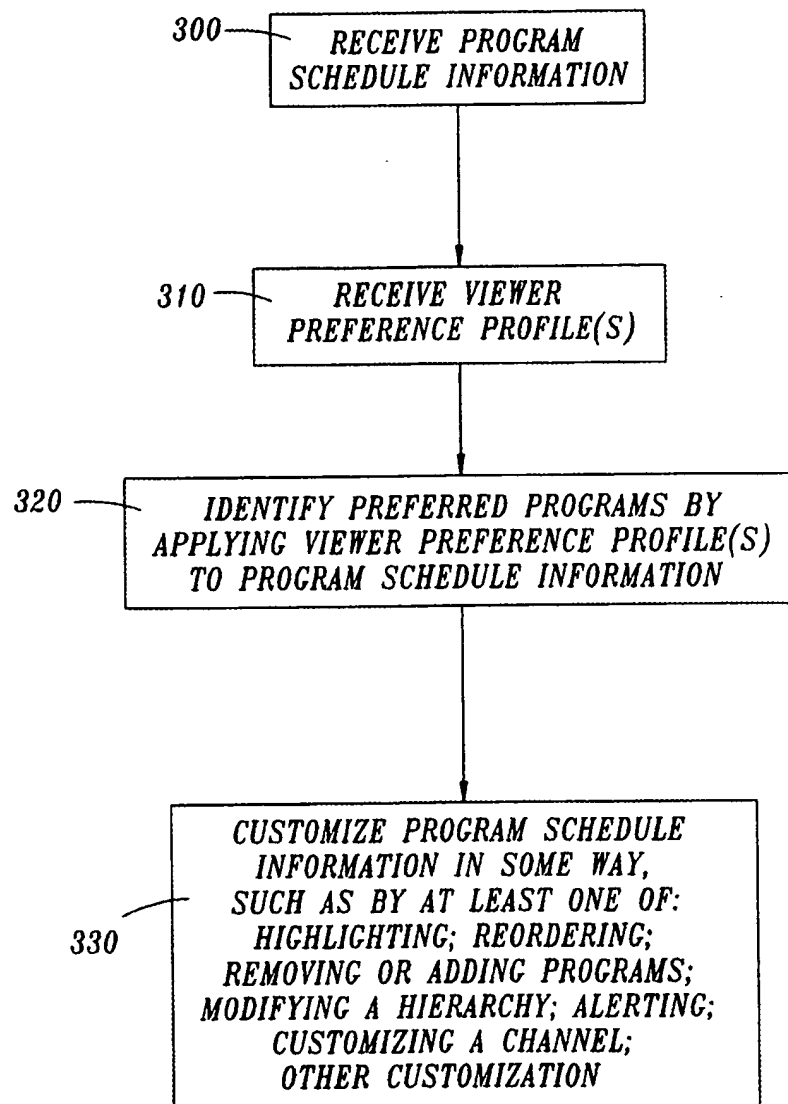 300
RECEIVE PROGRAM
SCHEDULE INFORMATION
310
RECEIVE VIEWER
PREFERENCE PROFILE(S)
320
IDENTIFY PREFERRED PROGRAMS BY
APPLYING VIEWER PREFERENCE PROFILE(S)
TO PROGRAM SCHEDULE INFORMATION
330
CUSTOMIZE PROGRAM SCHEDULE
INFORMATION IN SOME WAY,
SUCH AS BY AT LEAST ONE OF:
HIGHLIGHTING; REORDERING;
REMOVING OR ADDING PROGRAMS;
MODIFYING A HIERARCHY; ALERTING;
CUSTOMIZING A CHANNEL;
OTHER CUSTOMIZATION